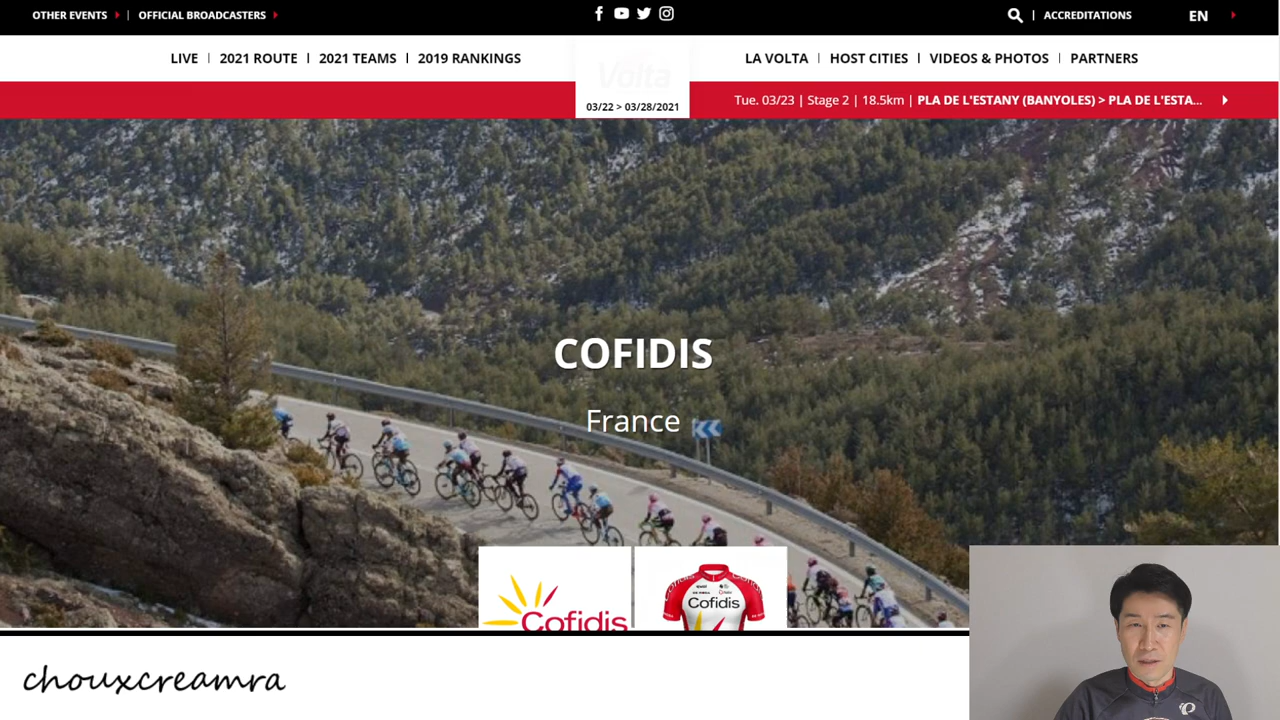 OTHER EVENTS | OFFICIAL BROADCASTERS
ACCREDITATIONS EN
LIVE | 2021 ROUTE | 2021 TEAMS | 2019 RANKINGS
Volta
03/22 > 03/28/2021
LA VOLTA | HOST CITIES | VIDEOS & PHOTOS | PARTNERS
Tue. 03/23 | Stage 2 | 18.5km | PLA DE L'ESTANY (BANYOLES) > PLA DE L'ESTA...
COFIDIS
France
Cofidis
Cofidis
chouxcreamra